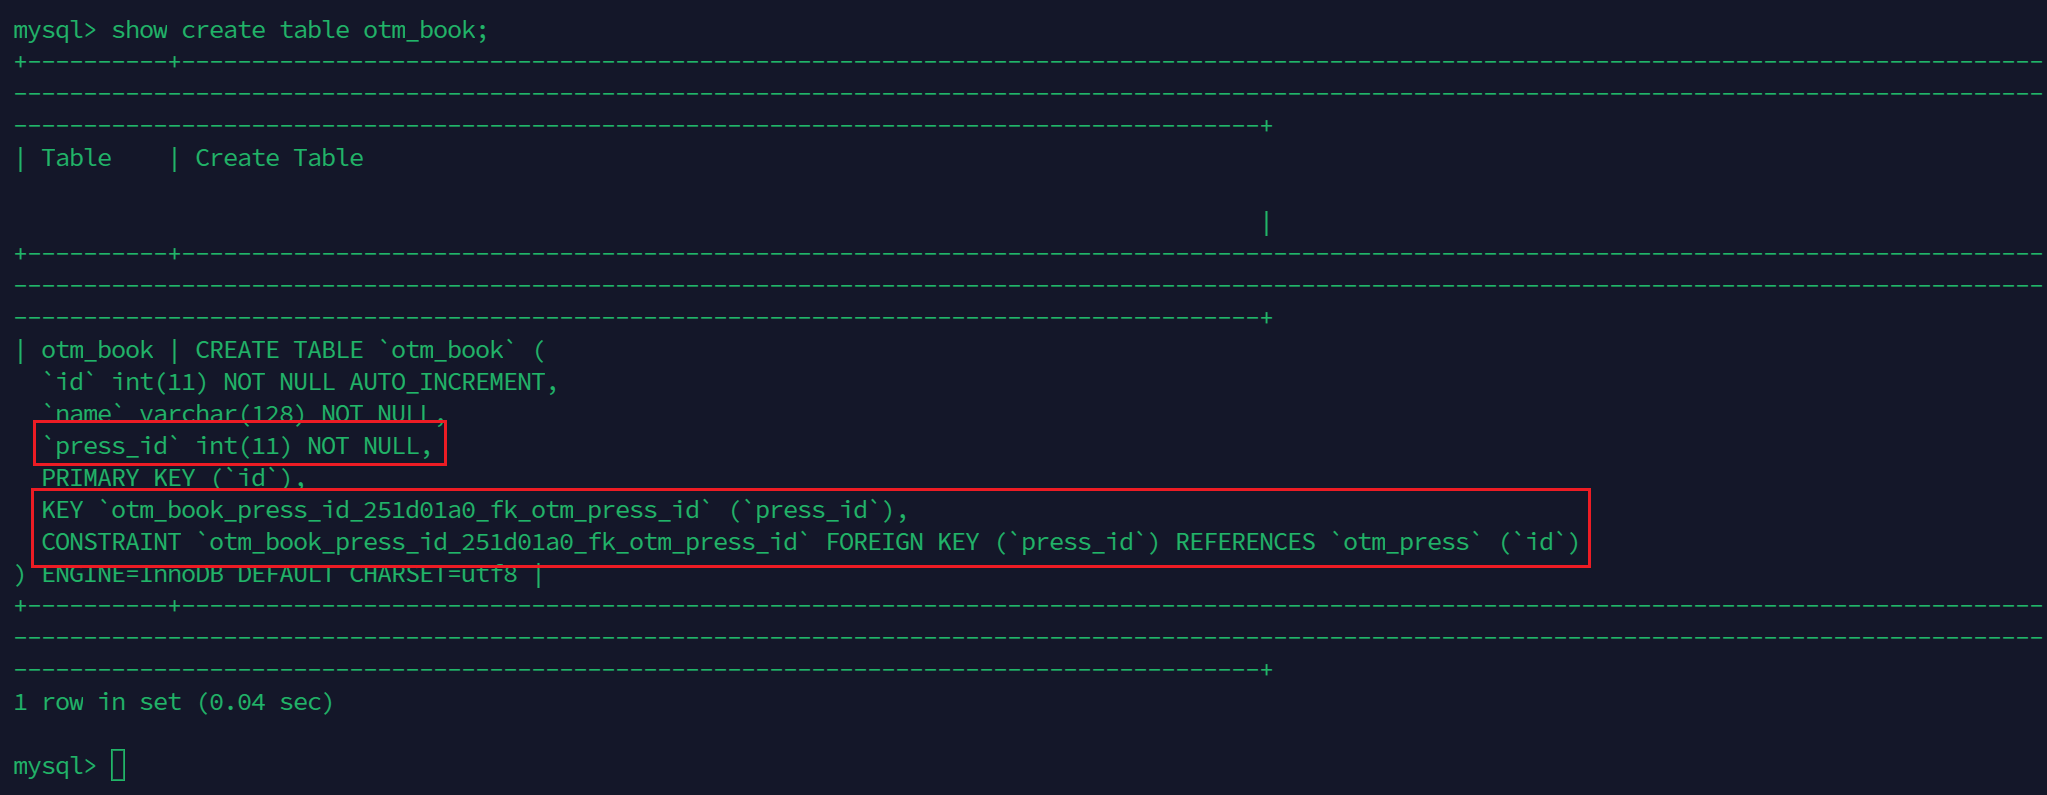 mysql> show create table otm_book;
+----------+------------------------------------------------------------------------------------------------------------------------------------
-------------------------------------------------------------------------------------------------------------------------------------------------
-----------------------------------------------------------------------------------------+
| Table    | Create Table
|
+----------+------------------------------------------------------------------------------------------------------------------------------------
-------------------------------------------------------------------------------------------------------------------------------------------------
-----------------------------------------------------------------------------------------+
| otm_book | CREATE TABLE `otm_book` (
  `id` int(11) NOT NULL AUTO_INCREMENT,
  `name` varchar(128) NOT NULL,
  `press_id` int(11) NOT NULL,
  PRIMARY KEY (`id`),
  KEY `otm_book_press_id_251d01a0_fk_otm_press_id` (`press_id`),
  CONSTRAINT `otm_book_press_id_251d01a0_fk_otm_press_id` FOREIGN KEY (`press_id`) REFERENCES `otm_press` (`id`)
) ENGINE=InnoDB DEFAULT CHARSET=utf8 |
+----------+------------------------------------------------------------------------------------------------------------------------------------
-------------------------------------------------------------------------------------------------------------------------------------------------
-----------------------------------------------------------------------------------------+
1 row in set (0.04 sec)
mysql>